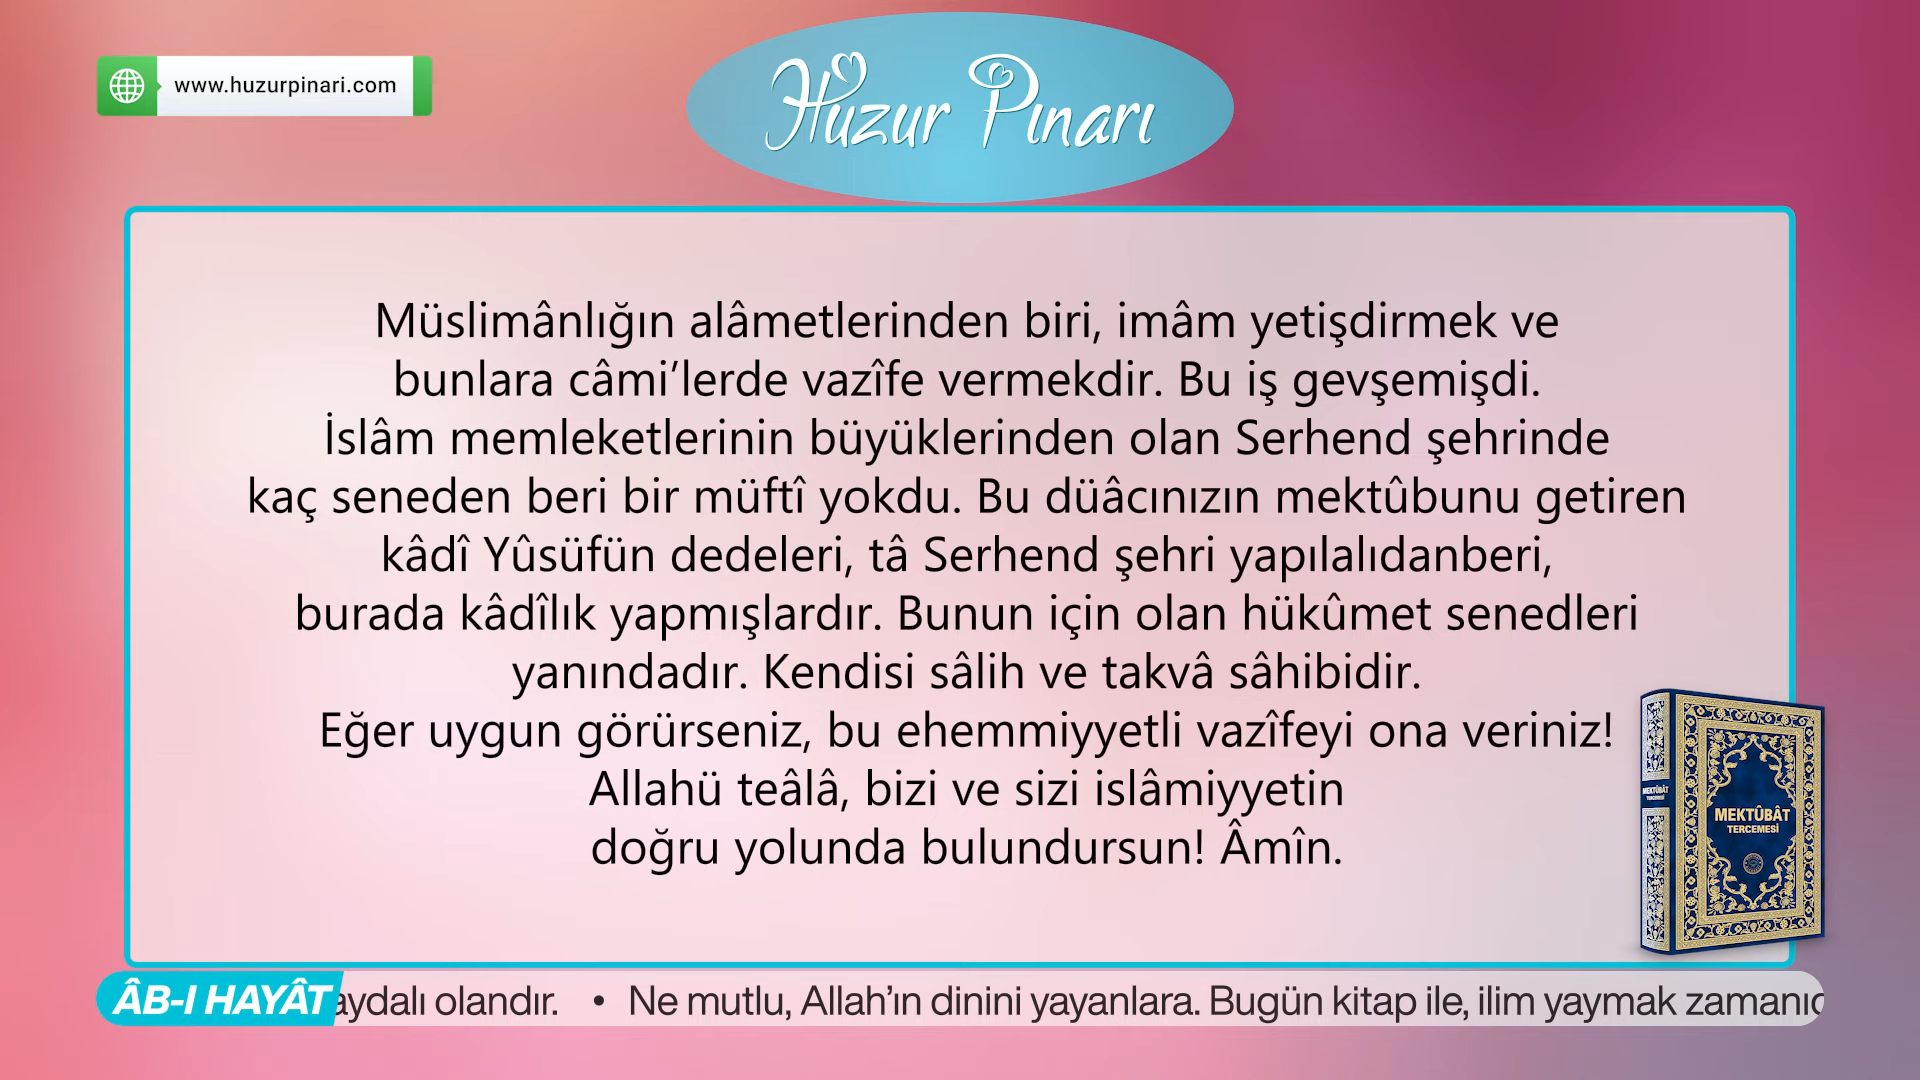 www.huzurpinari.com
Huzur Pınarı
Müslimânlığın alâmetlerinden biri, imâm yetişdirmek ve
bunlara câmi’lerde vazîfe vermekdir. Bu iş gevşemişdi.
İslâm memleketlerinin büyüklerinden olan Serhend şehrinde
kaç seneden beri bir müftî yokdu. Bu düâcınızın mektûbunu getiren
kâdî Yûsüfün dedeleri, tâ Serhend şehri yapılalıdanberi,
burada kâdîlık yapmışlardır. Bunun için olan hükûmet senedleri
yanındadır. Kendisi sâlih ve takvâ sâhibidir.
Eğer uygun görürseniz, bu ehemmiyyetli vazîfeyi ona veriniz!
Allahü teâlâ, bizi ve sizi islâmiyyetin
doğru yolunda bulundursun! Âmîn.
MEKTÛBÂT
TERCEMESİ
MEKTÛBÂT
TERCEMESİ
ÂB-I HAYÂT
aydalı olandır. • Ne mutlu, Allah’ın dinini yayanlara. Bugün kitap ile, ilim yaymak